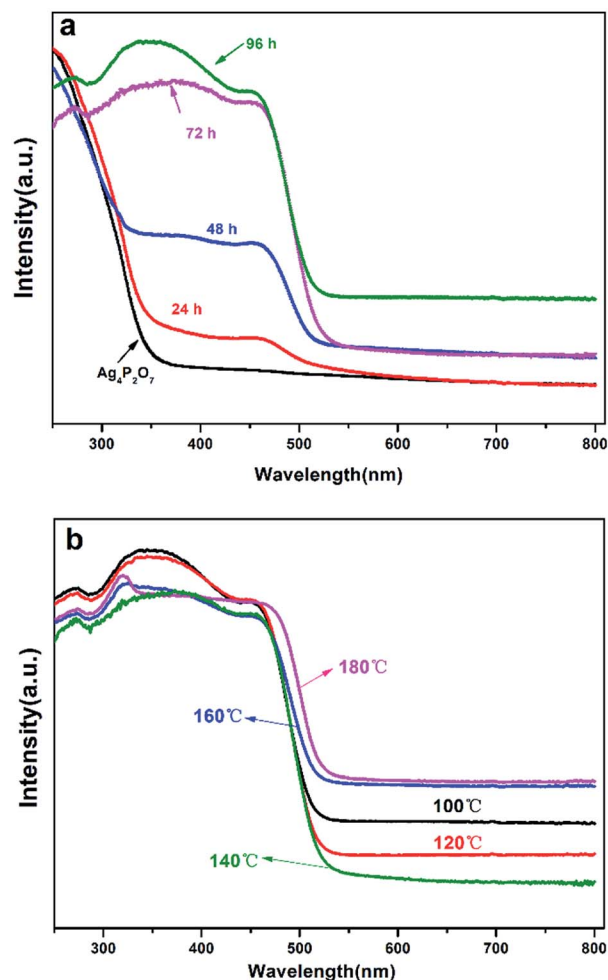 a
96 h
72 h
48 h
24 h
Ag₄P₂O₇
Intensity(a.u.)
300 400 500 600 700 800
Wavelength(nm)
b
180℃
160℃
100℃
120℃
140℃
Intensity(a.u.)
300 400 500 600 700 800
Wavelength(nm)